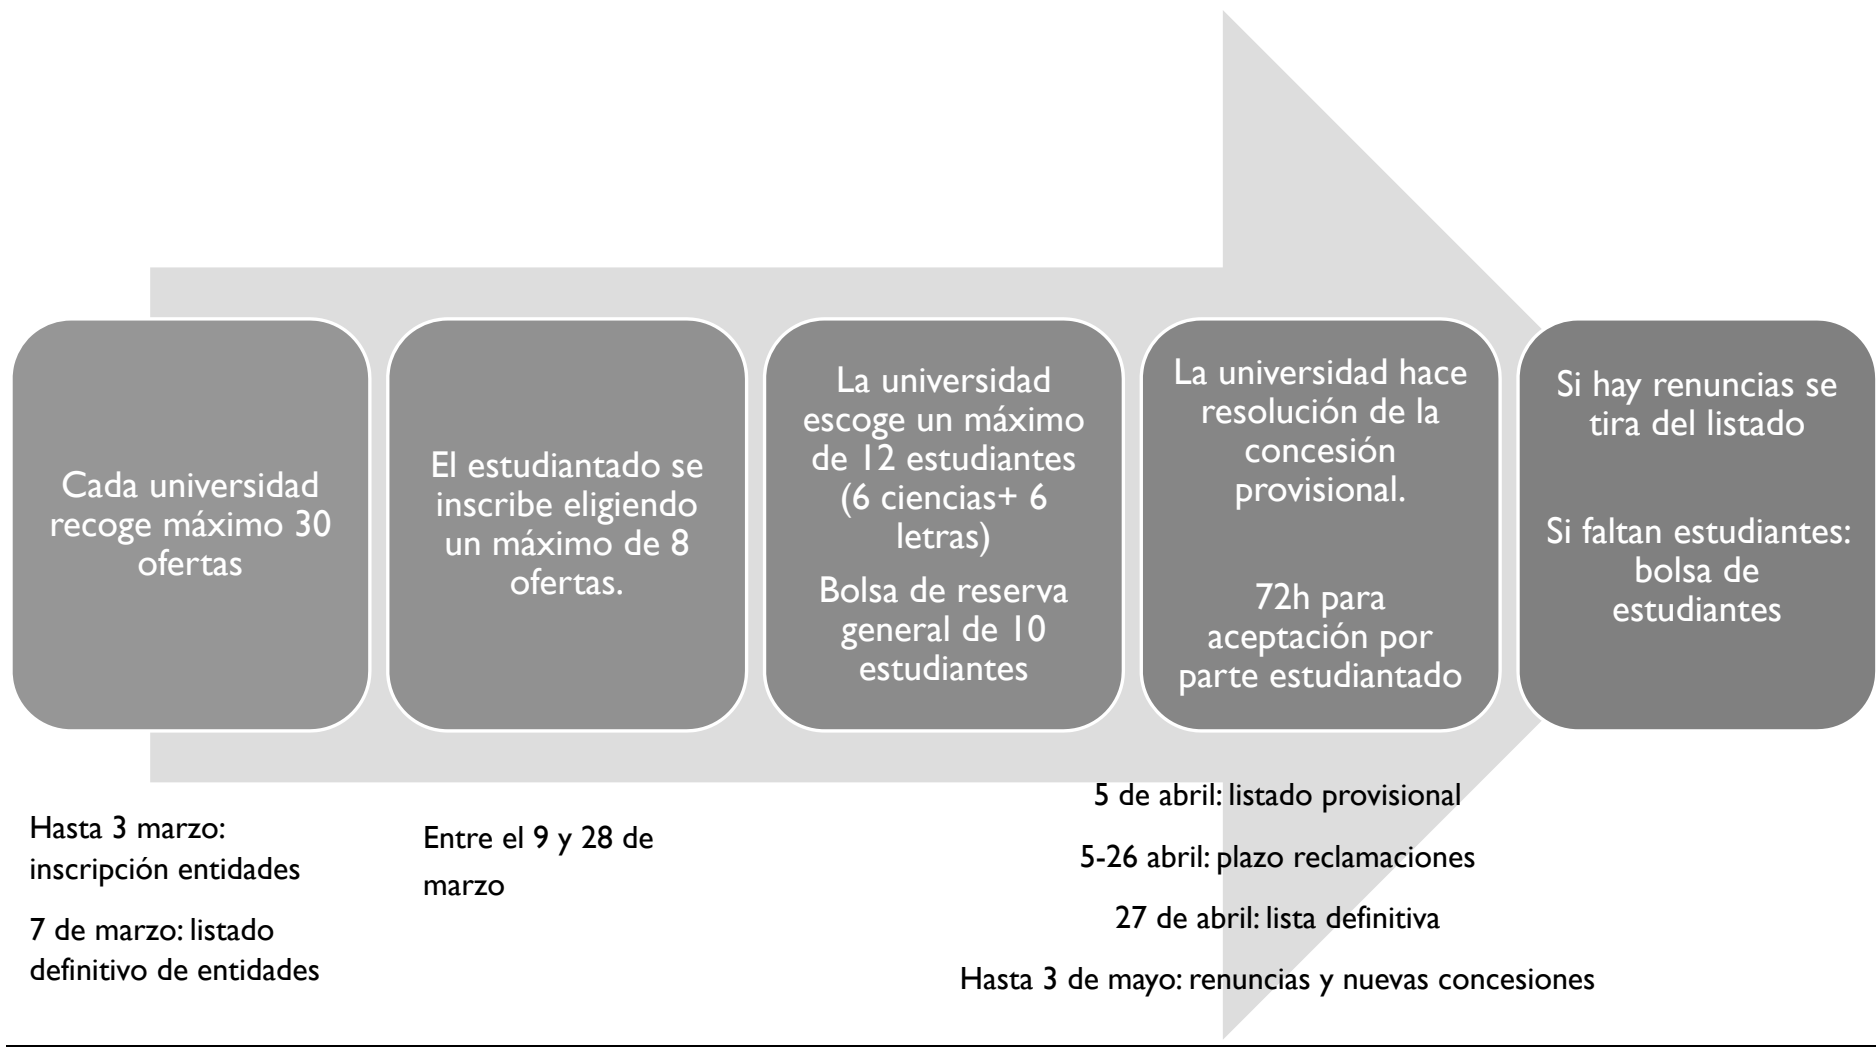 Cada universidad
recoge máximo 30
ofertas
El estudiantado se
inscribe eligiendo
un máximo de 8
ofertas.
La universidad
escoge un máximo
de 12 estudiantes
(6 ciencias+ 6
letras)
Bolsa de reserva
general de 10
estudiantes
La universidad hace
resolución de la
concesión
provisional.
72h para
aceptación por
parte estudiantado
Si hay renuncias se
tira del listado
Si faltan estudiantes:
bolsa de
estudiantes
Hasta 3 marzo:
inscripción entidades
7 de marzo: listado
definitivo de entidades
Entre el 9 y 28 de
marzo
5 de abril: listado provisional
5-26 abril: plazo reclamaciones
27 de abril: lista definitiva
Hasta 3 de mayo: renuncias y nuevas concesiones